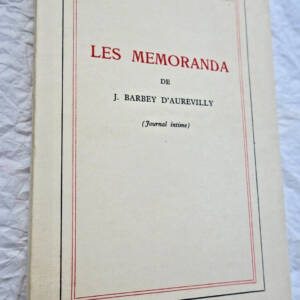 LES MEMORANDA
DE
J. BARBEY D'AUREVILLY
(Journal intime)